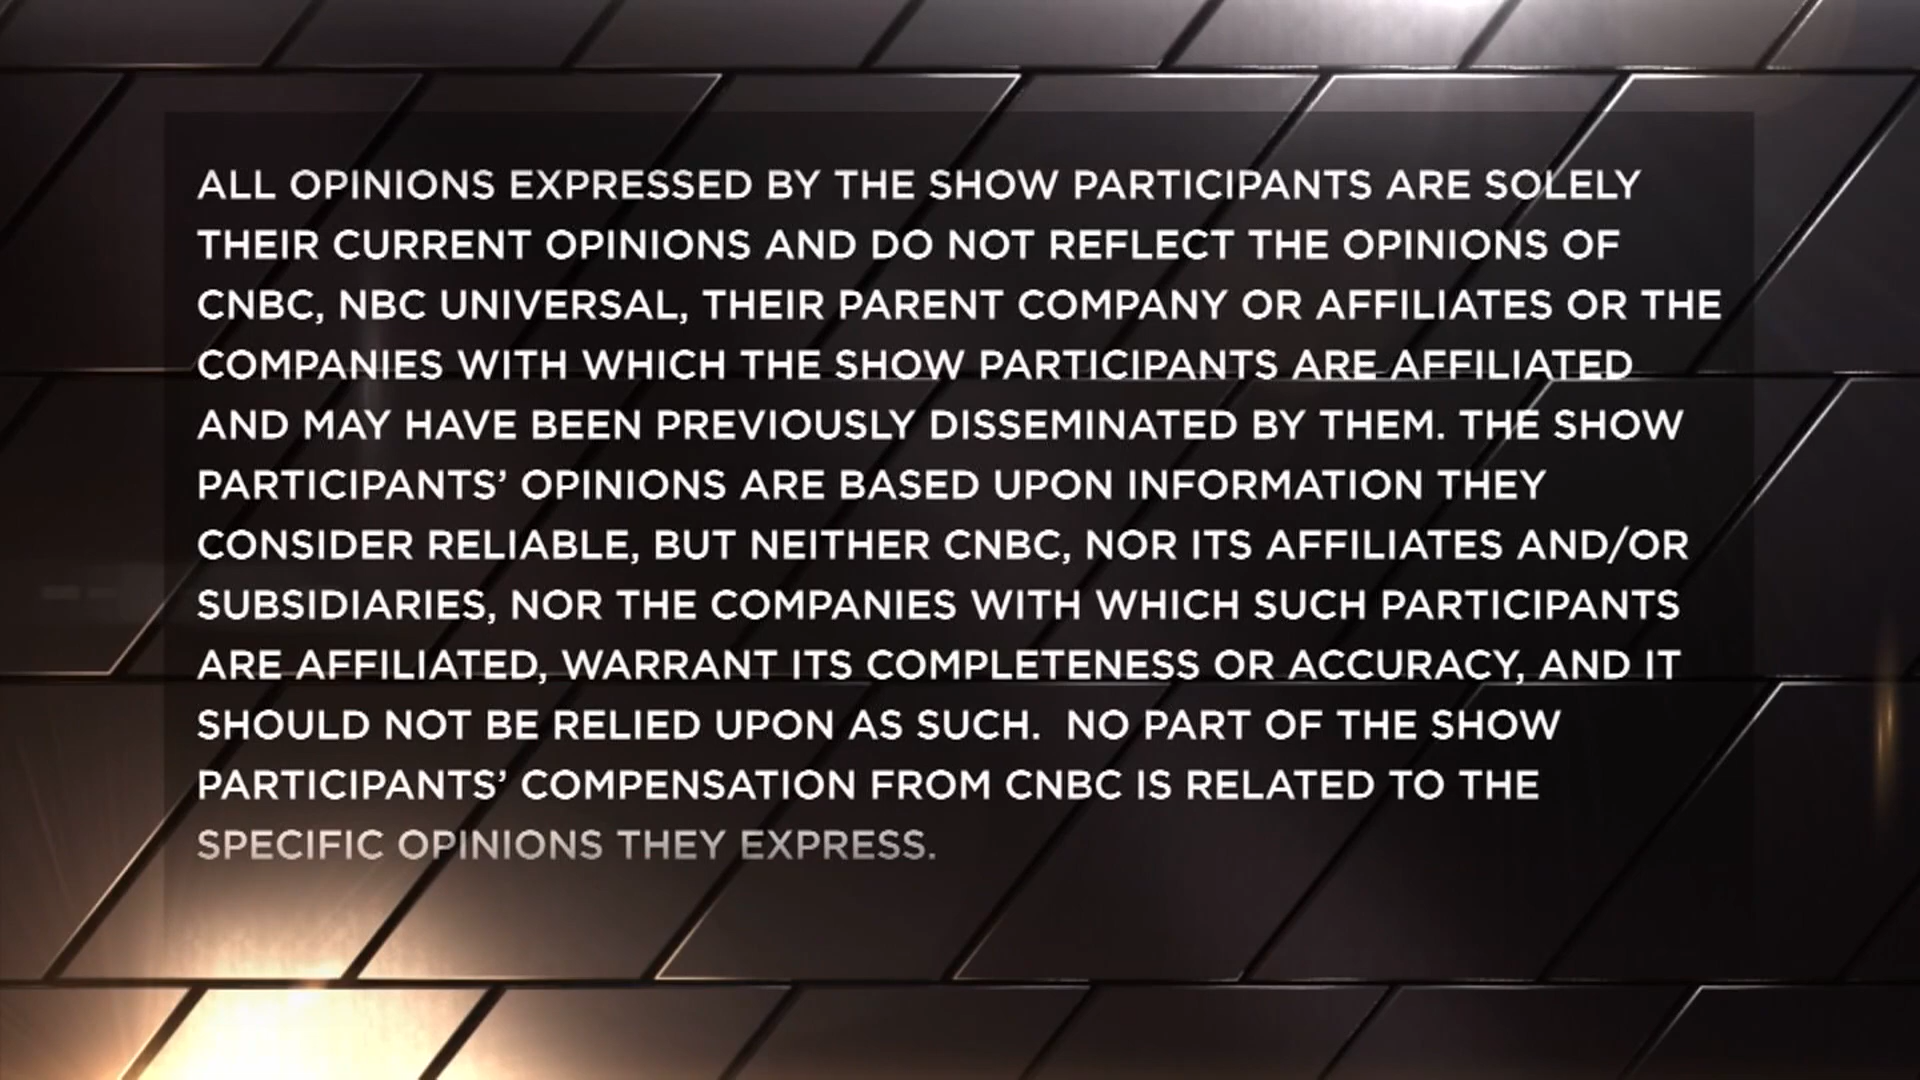 ALL OPINIONS EXPRESSED BY THE SHOW PARTICIPANTS ARE SOLELY
THEIR CURRENT OPINIONS AND DO NOT REFLECT THE OPINIONS OF
CNBC, NBC UNIVERSAL, THEIR PARENT COMPANY OR AFFILIATES OR THE
COMPANIES WITH WHICH THE SHOW PARTICIPANTS ARE AFFILIATED
AND MAY HAVE BEEN PREVIOUSLY DISSEMINATED BY THEM. THE SHOW
PARTICIPANTS’ OPINIONS ARE BASED UPON INFORMATION THEY
CONSIDER RELIABLE, BUT NEITHER CNBC, NOR ITS AFFILIATES AND/OR
SUBSIDIARIES, NOR THE COMPANIES WITH WHICH SUCH PARTICIPANTS
ARE AFFILIATED, WARRANT ITS COMPLETENESS OR ACCURACY, AND IT
SHOULD NOT BE RELIED UPON AS SUCH.  NO PART OF THE SHOW
PARTICIPANTS’ COMPENSATION FROM CNBC IS RELATED TO THE
SPECIFIC OPINIONS THEY EXPRESS.